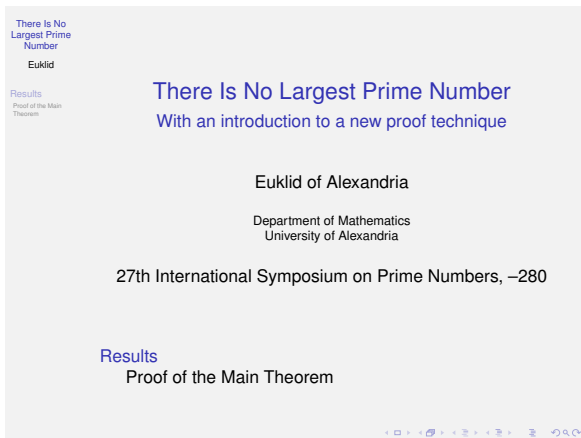 There Is No
Largest Prime
Number
Euklid
Results
Proof of the Main
Theorem
There Is No Largest Prime Number
With an introduction to a new proof technique
Euklid of Alexandria
Department of Mathematics
University of Alexandria
27th International Symposium on Prime Numbers, –280
Results
Proof of the Main Theorem